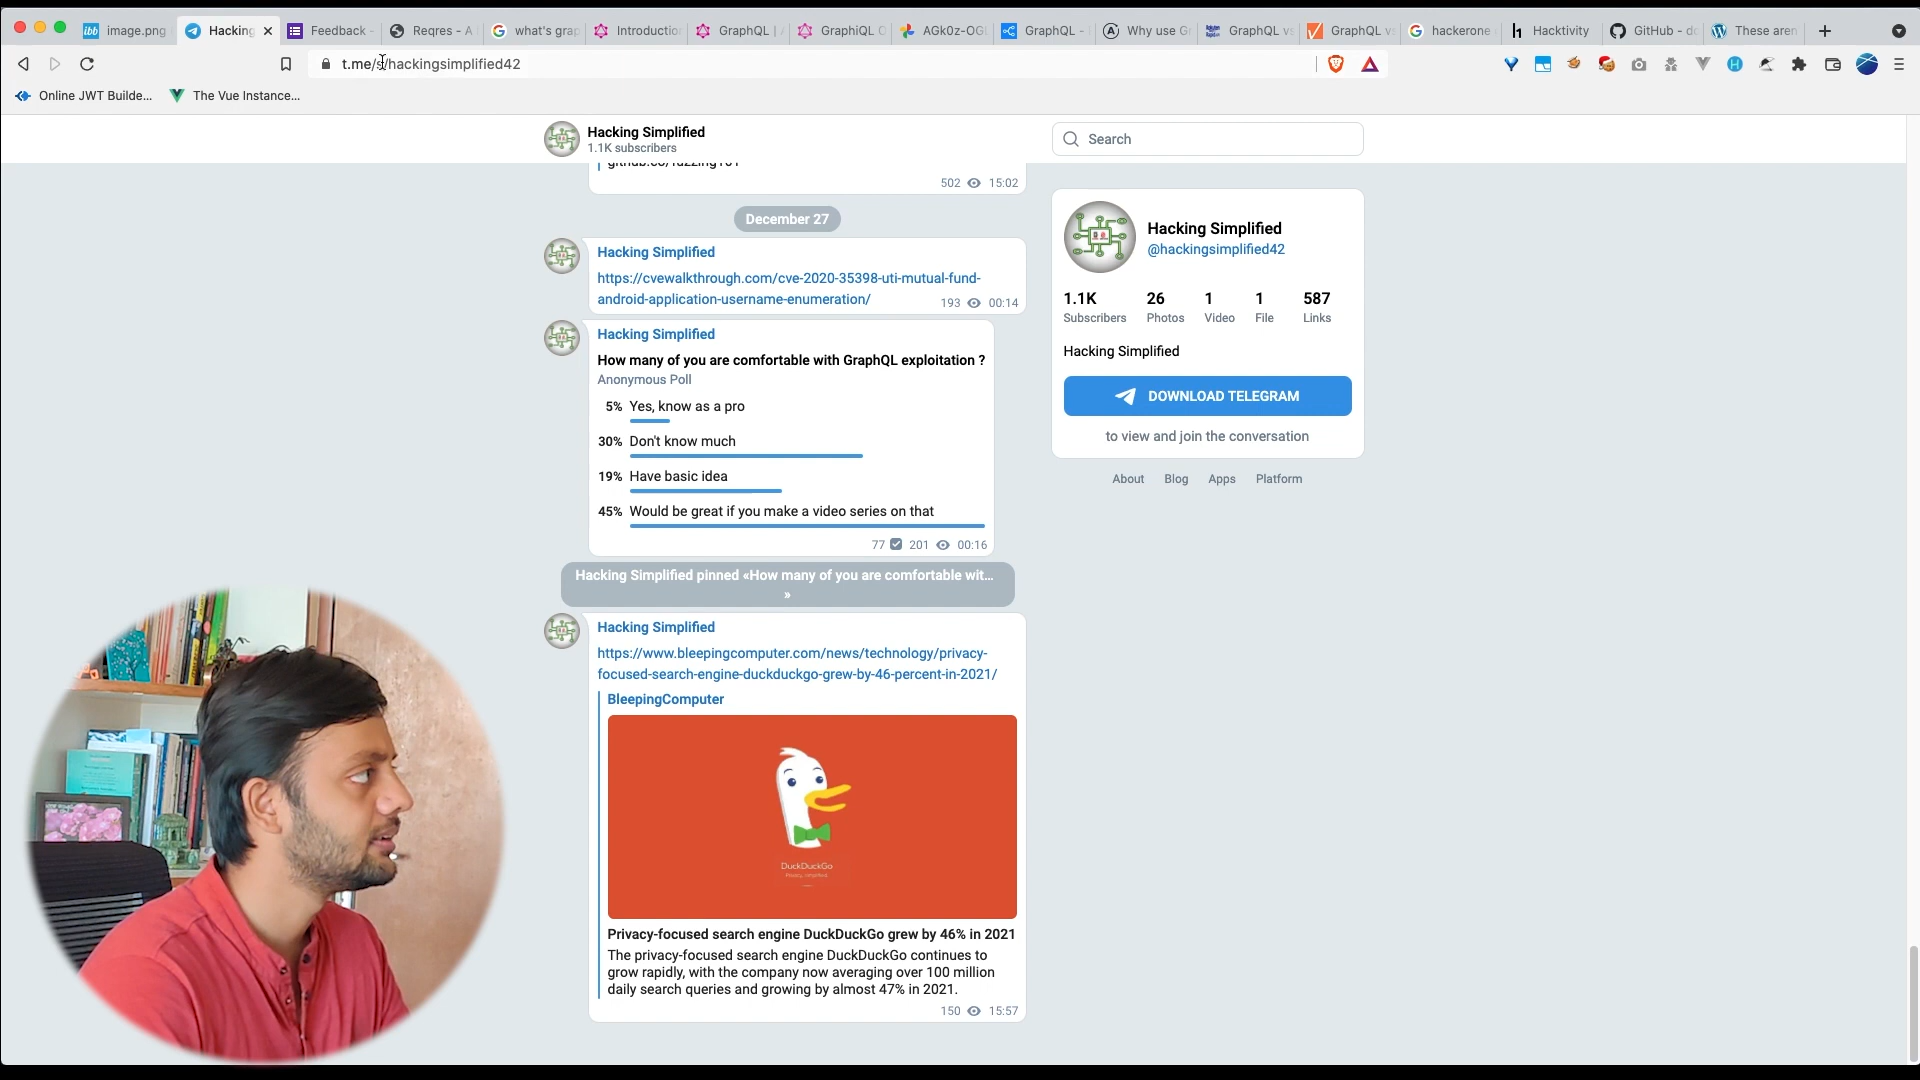 ibb image.png
Hacking
Feedback -
Reqres - A
what's grap
Introduction
GraphQL | /
GraphiQL O
AGk0z-OGl
GraphQL -
Why use G
GraphQL vs
GraphQL vs
hackerone
Hacktivity
GitHub - do
These aren
t.me/s/hackingsimplified42
Online JWT Builde...
The Vue Instance...
Hacking Simplified
1.1K subscribers
Search
502 15:02
December 27
Hacking Simplified
https://cvewalkthrough.com/cve-2020-35398-uti-mutual-fund-
android-application-username-enumeration/
193 00:14
Hacking Simplified
How many of you are comfortable with GraphQL exploitation ?
Anonymous Poll
5% Yes, know as a pro
30% Don't know much
19% Have basic idea
45% Would be great if you make a video series on that
77 201 00:16
Hacking Simplified pinned «How many of you are comfortable wit...
»
Hacking Simplified
https://www.bleepingcomputer.com/news/technology/privacy-
focused-search-engine-duckduckgo-grew-by-46-percent-in-2021/
BleepingComputer
DuckDuckGo
Privacy, simplified.
Privacy-focused search engine DuckDuckGo grew by 46% in 2021
The privacy-focused search engine DuckDuckGo continues to
grow rapidly, with the company now averaging over 100 million
daily search queries and growing by almost 47% in 2021.
150 15:57
Hacking Simplified
@hackingsimplified42
1.1K 26 1 1 587
Subscribers Photos Video File Links
Hacking Simplified
DOWNLOAD TELEGRAM
to view and join the conversation
About Blog Apps Platform